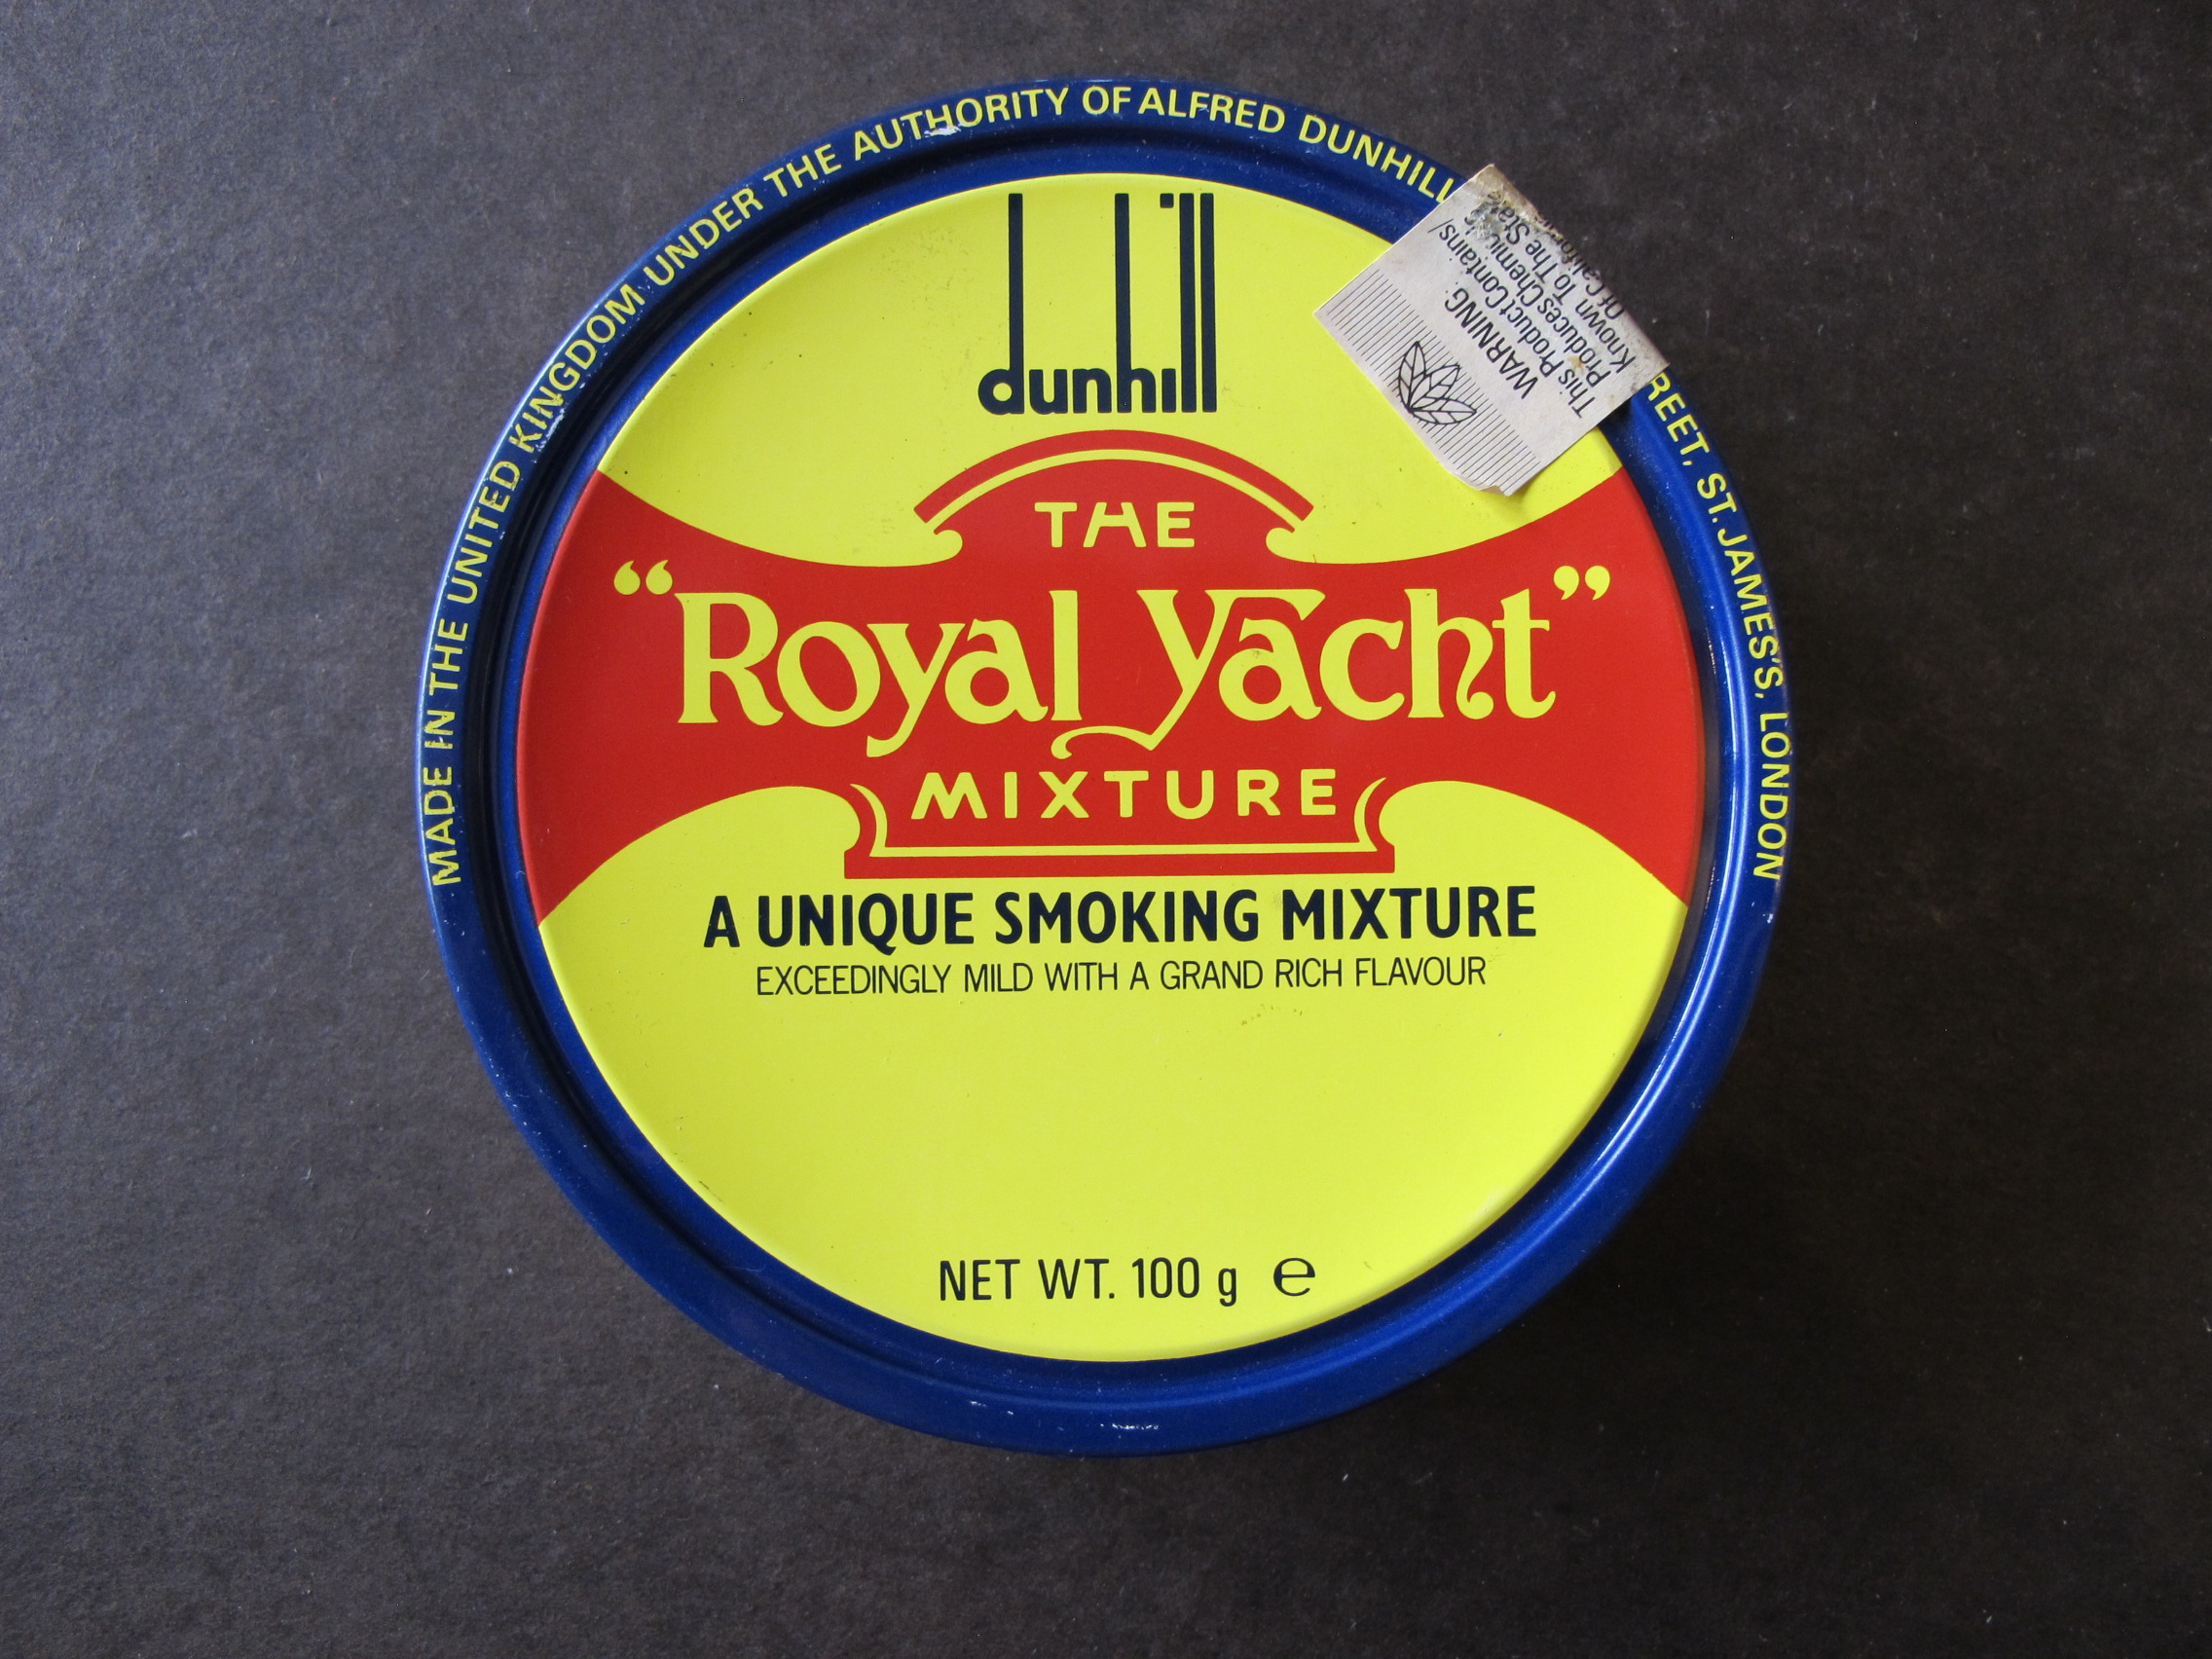 MADE IN THE UNITED KINGDOM UNDER THE AUTHORITY OF ALFRED DUNHILL
ST. JAMES'S, LONDON
dunhill
THE
“Royal Yacht”
MIXTURE
A UNIQUE SMOKING MIXTURE
EXCEEDINGLY MILD WITH A GRAND RICH FLAVOUR
NET WT. 100 g ℮
WARNING
This Product Contains/
Produces Chemicals
Known To The State
Of California